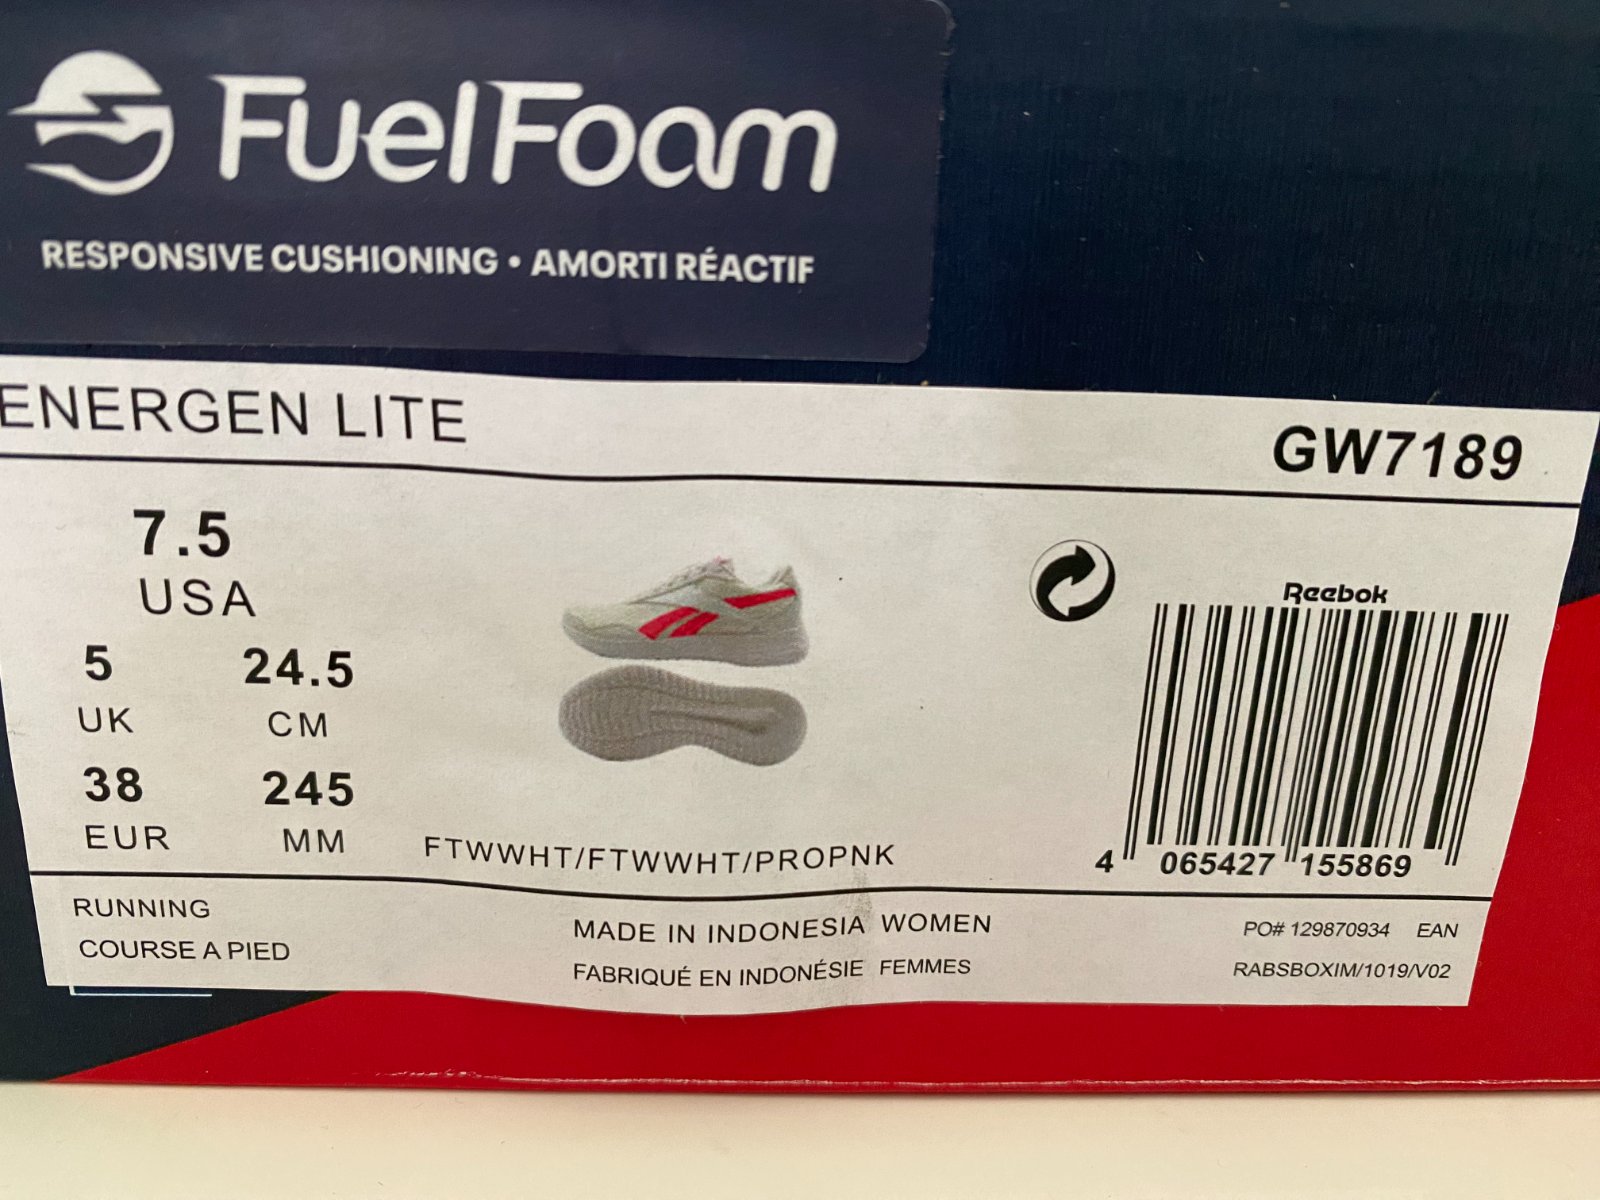 FuelFoam
RESPONSIVE CUSHIONING • AMORTI RÉACTIF
ENERGEN LITE
GW7189
7.5
USA
5 24.5
UK CM
38 245
EUR MM
FTWWHT/FTWWHT/PROPNK
Reebok
4 065427 155869
RUNNING
COURSE A PIED
MADE IN INDONESIA WOMEN
FABRIQUÉ EN INDONÉSIE FEMMES
PO# 129870934 EAN
RABSBOXIM/1019/V02